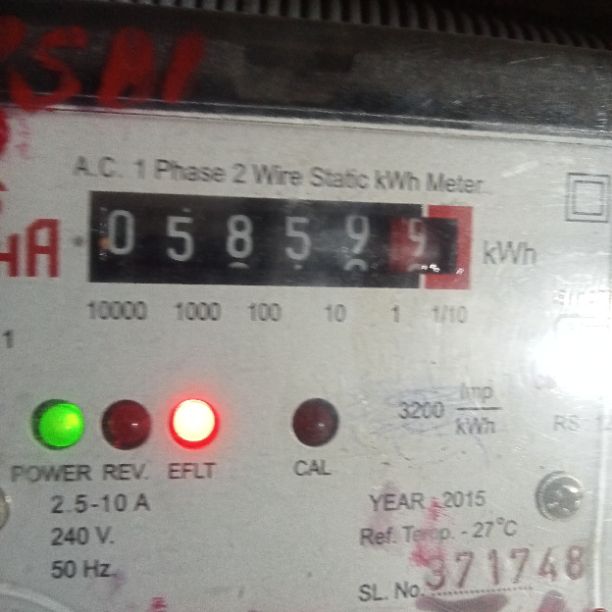 A.C. 1 Phase 2 Wire Static kWh Meter
0 5 8 5 9 9 kWh
10000 1000 100 10 1 1/10
1
3200 Imp/kWh
POWER REV. EFLT CAL
2.5-10 A
240 V.
50 Hz.
YEAR - 2015
Ref. Temp. - 27°C
SL. No. 371748